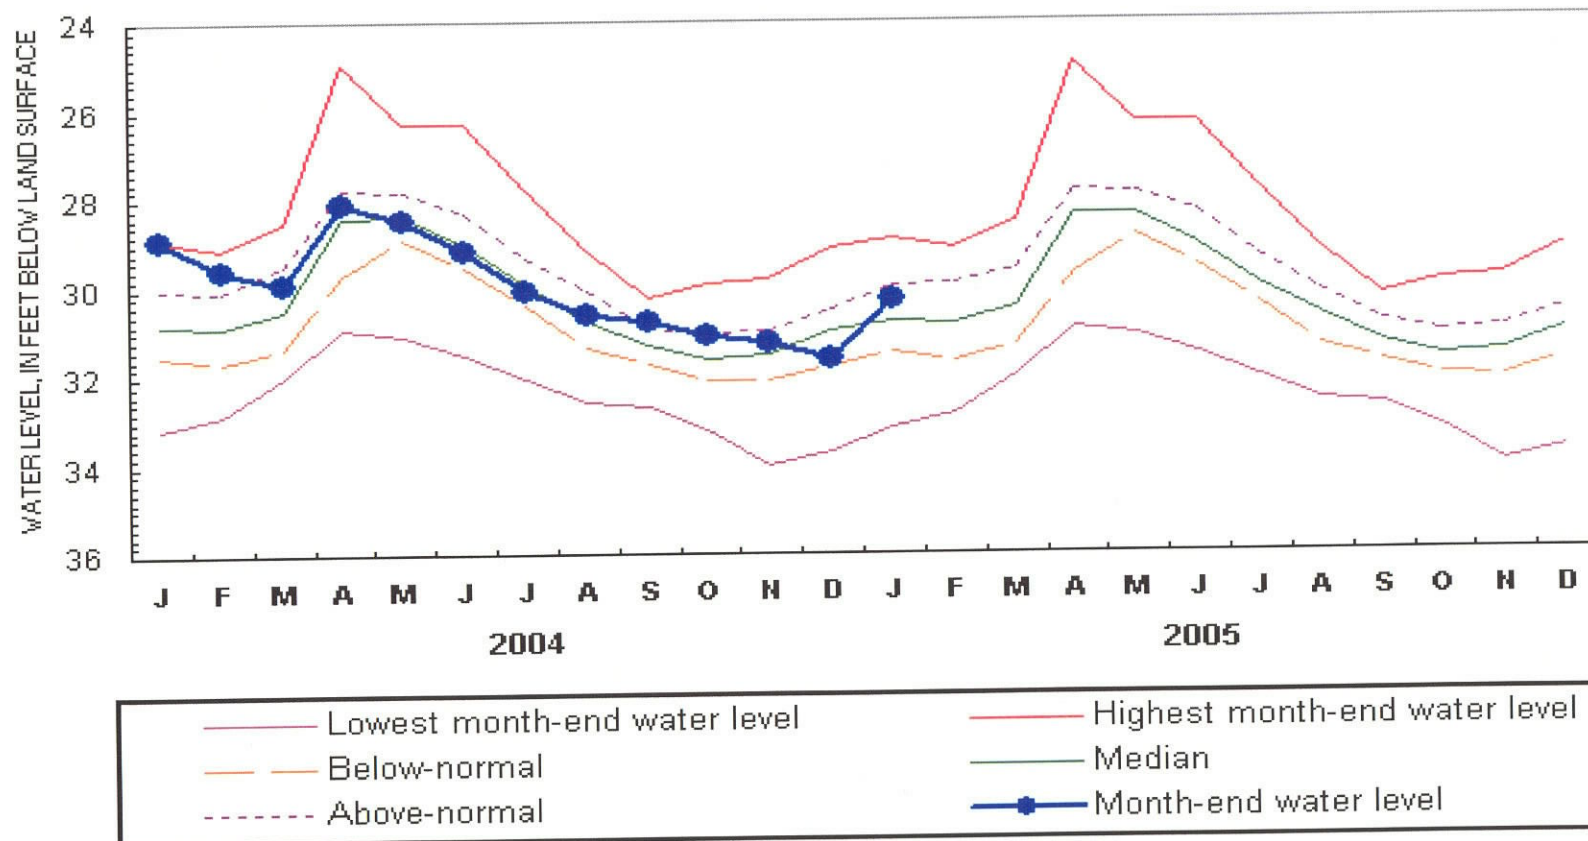 WATER LEVEL, IN FEET BELOW LAND SURFACE
24
26
28
30
32
34
36
J F M A M J J A S O N D J F M A M J J A S O N D
2004 2005
Lowest month-end water level Highest month-end water level
Below-normal Median
Above-normal Month-end water level